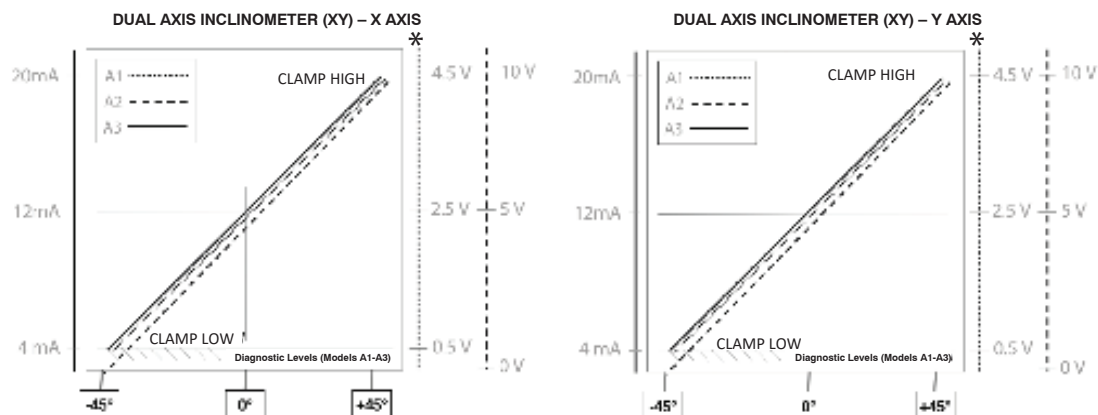 DUAL AXIS INCLINOMETER (XY) – X AXIS
*
20mA
A1
A2
A3
CLAMP HIGH
4.5 V
10 V
12mA
2.5 V
5 V
CLAMP LOW
4 mA
Diagnostic Levels (Models A1-A3)
0.5 V
0 V
-45°
0°
+45°
DUAL AXIS INCLINOMETER (XY) – Y AXIS
*
20mA
A1
A2
A3
CLAMP HIGH
4.5 V
10 V
12mA
2.5 V
5 V
CLAMP LOW
4 mA
Diagnostic Levels (Models A1-A3)
0.5 V
0 V
-45°
0°
+45°